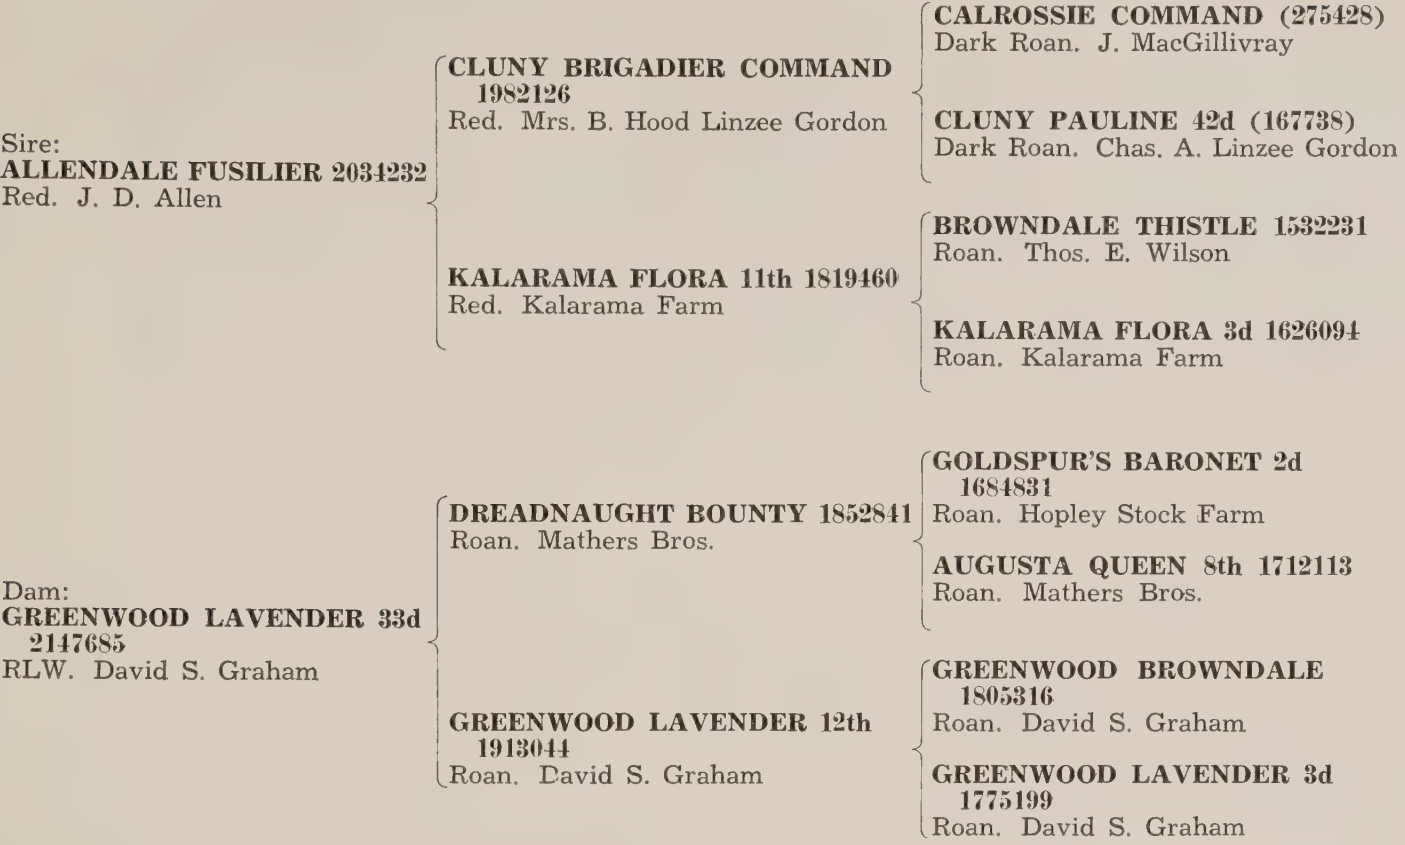 Sire:
ALLENDALE FUSILIER 2034232
Red. J. D. Allen
CLUNY BRIGADIER COMMAND
1982126
Red. Mrs. B. Hood Linzee Gordon
CALROSSIE COMMAND (275428)
Dark Roan. J. MacGillivray
CLUNY PAULINE 42d (167738)
Dark Roan. Chas. A. Linzee Gordon
KALARAMA FLORA 11th 1819460
Red. Kalarama Farm
BROWNDALE THISTLE 1532231
Roan. Thos. E. Wilson
KALARAMA FLORA 3d 1626094
Roan. Kalarama Farm
Dam:
GREENWOOD LAVENDER 33d
2147685
RLW. David S. Graham
DREADNAUGHT BOUNTY 1852841
Roan. Mathers Bros.
GOLDSPUR'S BARONET 2d
1684831
Roan. Hopley Stock Farm
AUGUSTA QUEEN 8th 1712113
Roan. Mathers Bros.
GREENWOOD LAVENDER 12th
1913044
Roan. David S. Graham
GREENWOOD BROWNDALE
1805316
Roan. David S. Graham
GREENWOOD LAVENDER 3d
1775199
Roan. David S. Graham